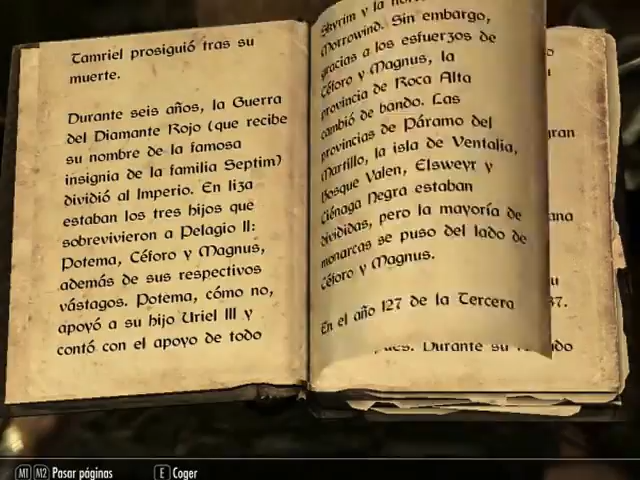 Tamriel prosiguió tras su
muerte.
Durante seis años, la Guerra
del Diamante Rojo (que recibe
su nombre de la famosa
insignia de la familia Septim)
dividió al Imperio. En liza
estaban los tres hijos que
sobrevivieron a Pelagio II:
Potema, Céforo y Magnus,
además de sus respectivos
vástagos. Potema, cómo no,
apoyó a su hijo Uriel III y
contó con el apoyo de todo
Skyrim y la
Morrowind. Sin embargo,
gracias a los esfuerzos de
Céforo y Magnus, la
provincia de Roca Alta
cambió de bando. Las
provincias de Páramo del
Martillo, la isla de Ventalia,
Bosque Valen, Elsweyr y
Ciénaga Negra estaban
divididas, pero la mayoría de
monarcas se puso del lado de
Céforo y Magnus.
En el año 127 de la Tercera
Durante su
M1 M2 Pasar páginas
E Coger